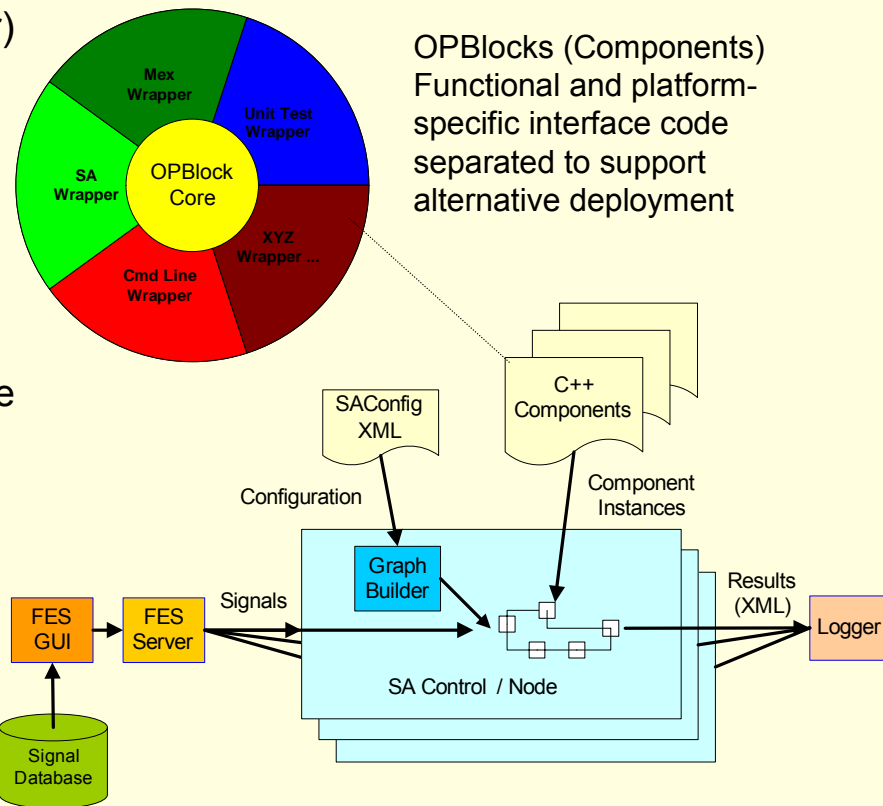 )
OPBlocks (Components)
Functional and platform-
specific interface code
separated to support
alternative deployment
Mex
Wrapper
Unit Test
Wrapper
SA
Wrapper
OPBlock
Core
XYZ
Wrapper ...
Cmd Line
Wrapper
e
SAConfig
XML
C++
Components
Configuration
Component
Instances
Graph
Builder
FES
GUI
FES
Server
Signals
Results
(XML)
Logger
SA Control / Node
Signal
Database